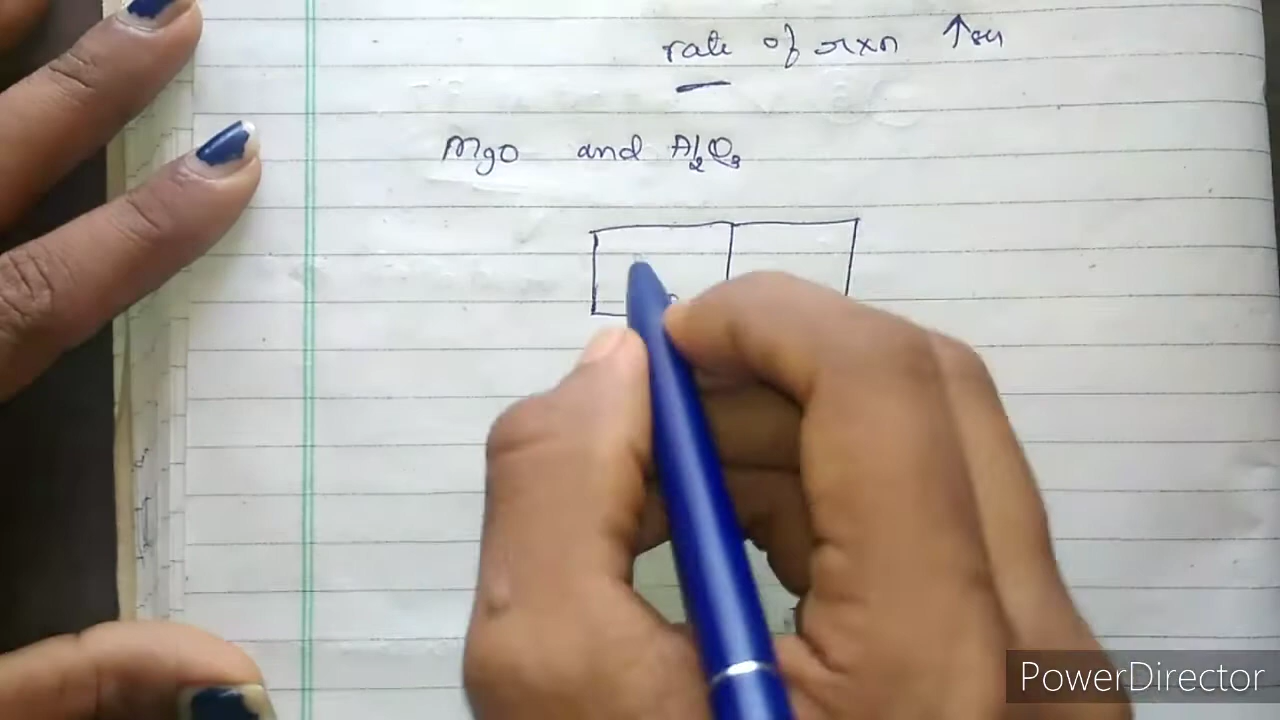 rate of rxn ↑
MgO and Al₂O₃
PowerDirector